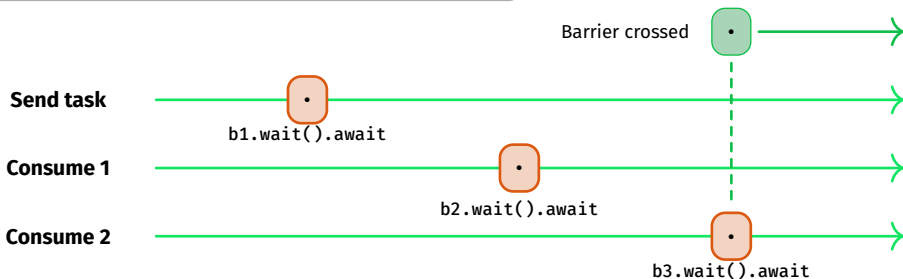 Barrier crossed
Send task
b1.wait().await
Consume 1
b2.wait().await
Consume 2
b3.wait().await